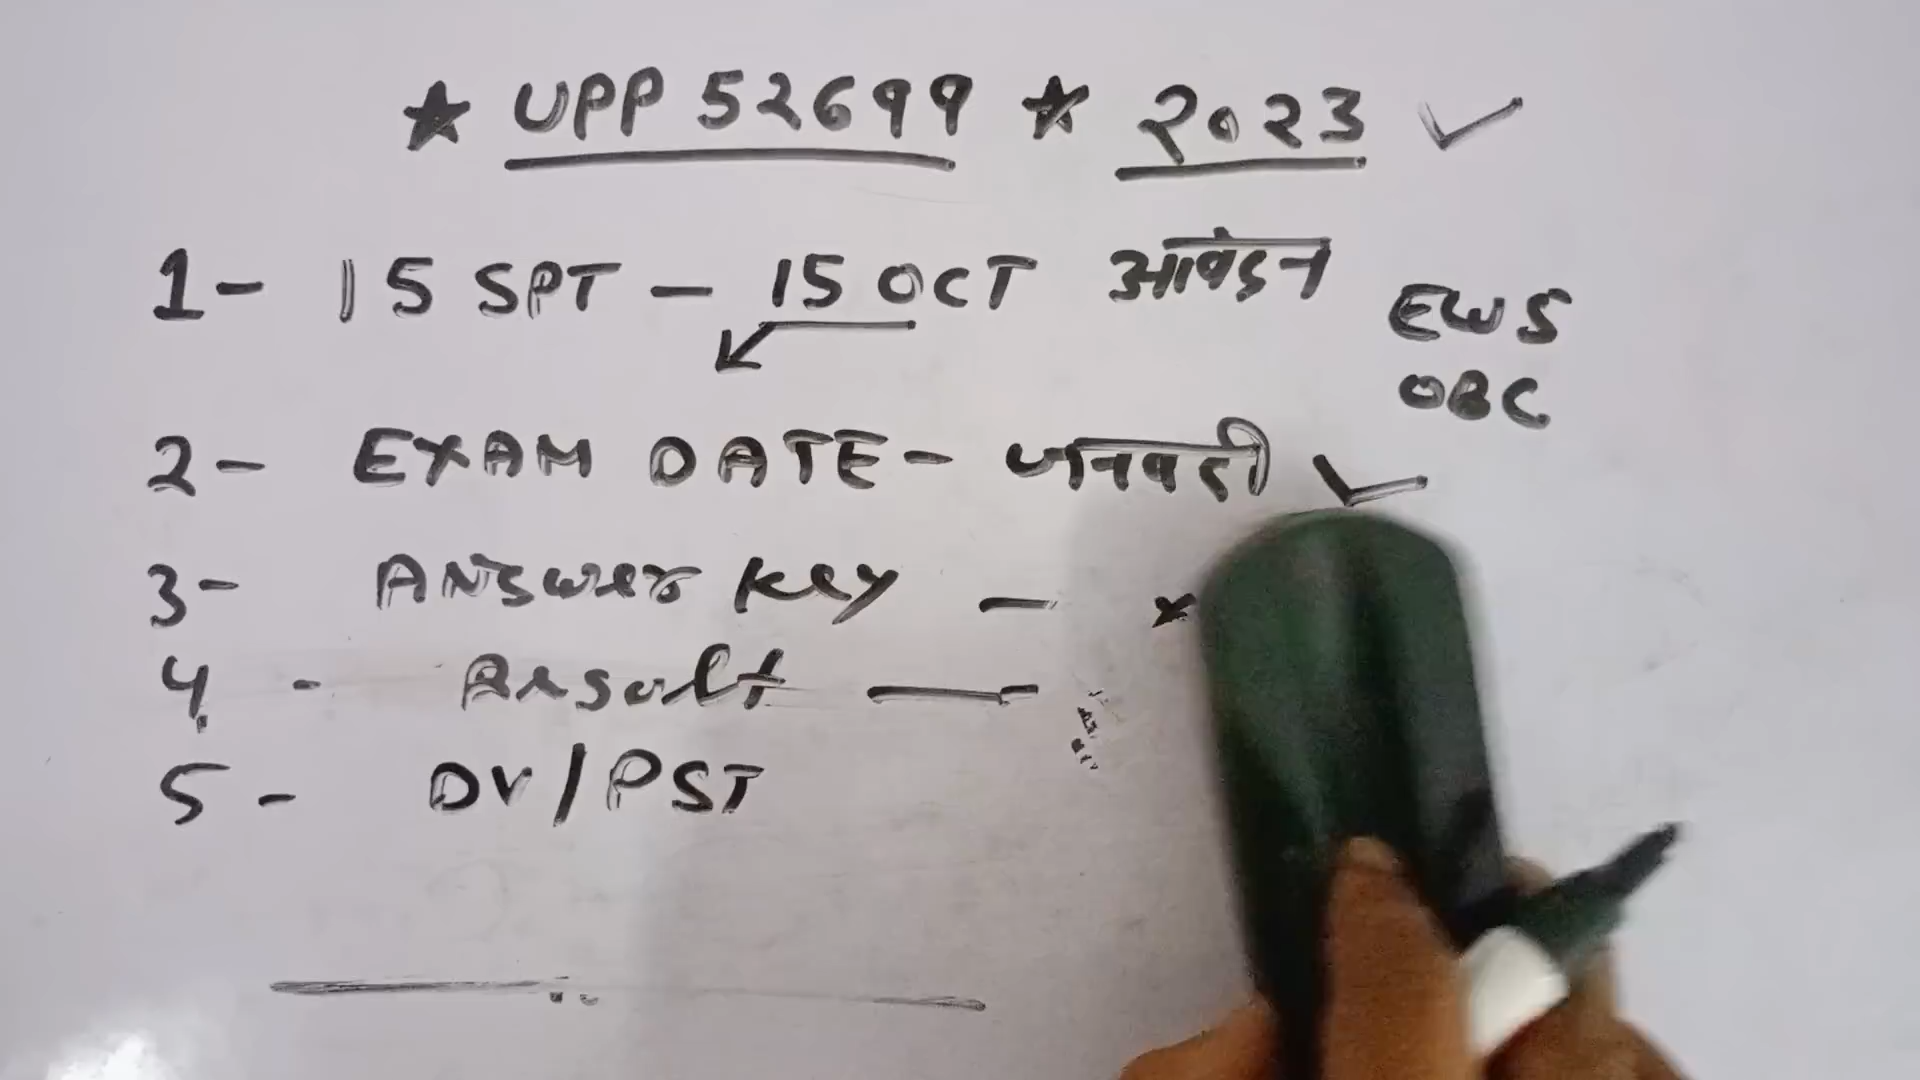 ★ UPP 52699 ★ 2023 ✓
1- 15 SPT - 15 OCT आवेदन
EWS
OBC
2- EXAM DATE - जनवरी ✓
3- ANSwer Key -
4 - Result -
5 - DV/PST